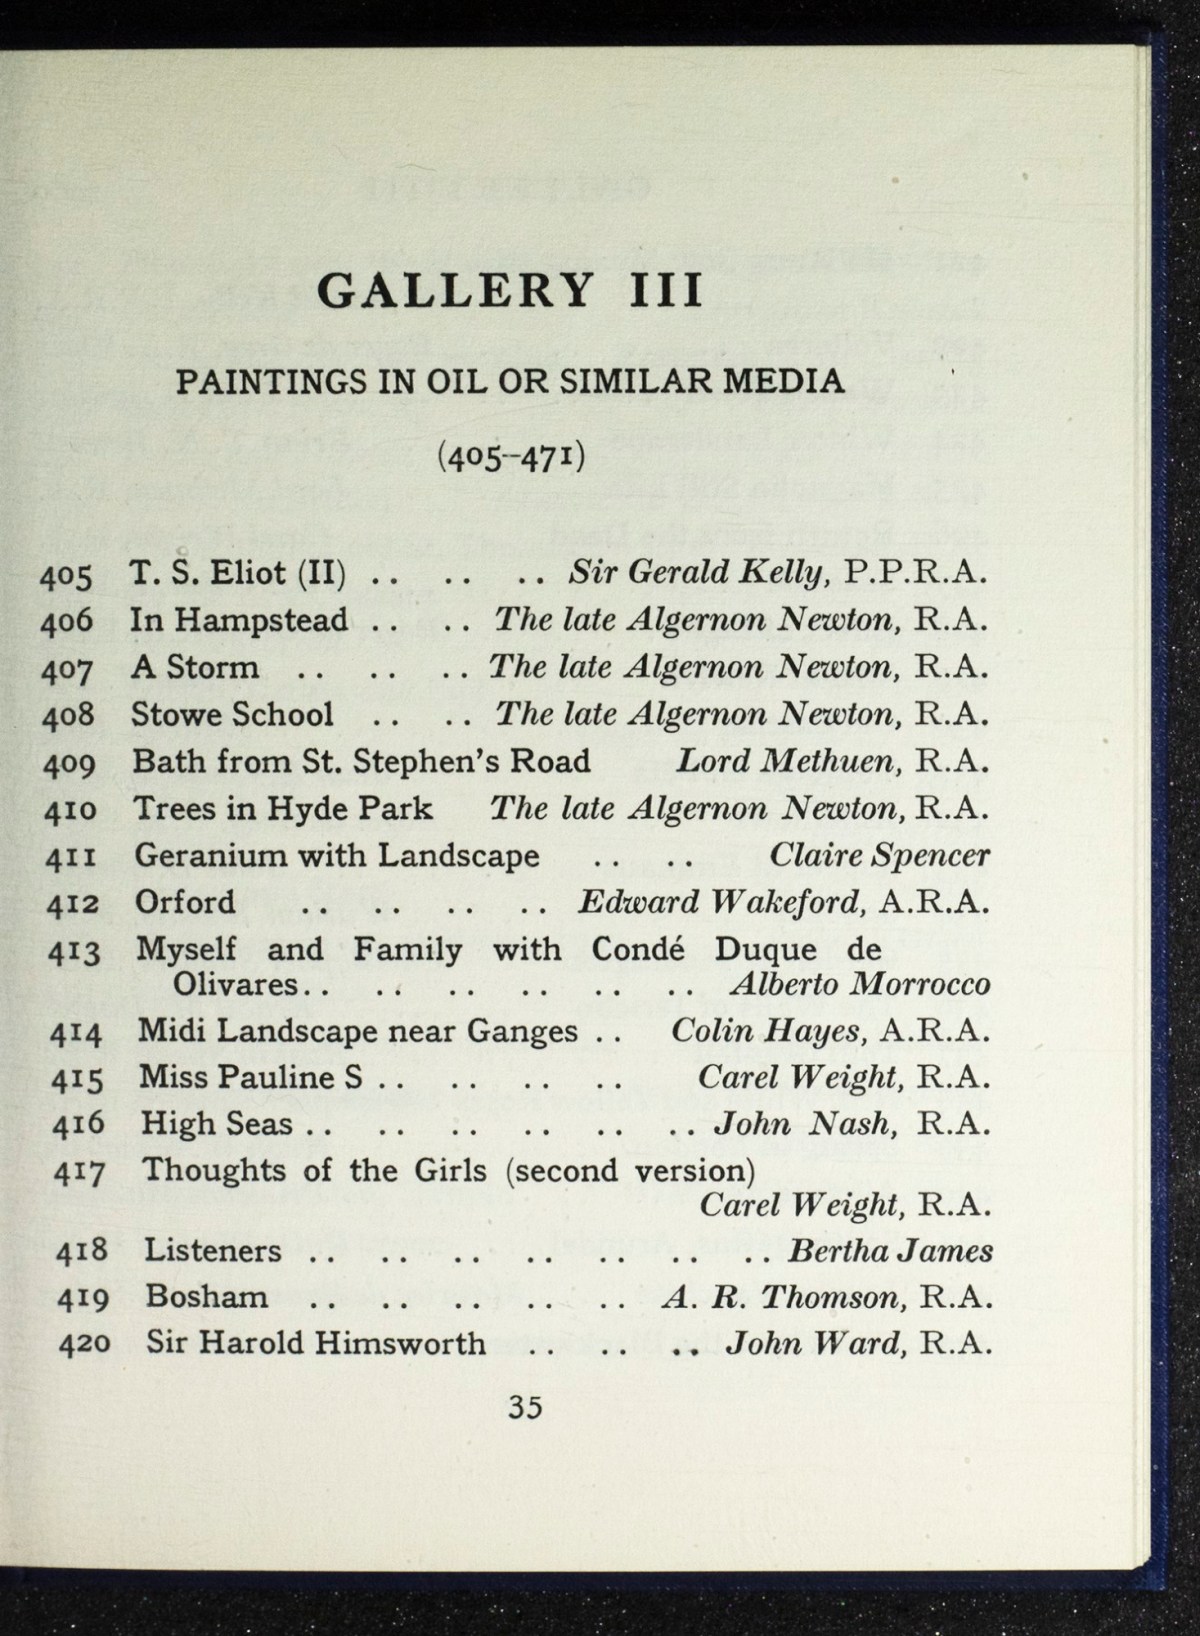 GALLERY III
PAINTINGS IN OIL OR SIMILAR MEDIA
(405–471)
405 T. S. Eliot (II) .. .. .. Sir Gerald Kelly, P.P.R.A.
406 In Hampstead .. .. The late Algernon Newton, R.A.
407 A Storm .. .. .. The late Algernon Newton, R.A.
408 Stowe School .. .. The late Algernon Newton, R.A.
409 Bath from St. Stephen's Road Lord Methuen, R.A.
410 Trees in Hyde Park The late Algernon Newton, R.A.
411 Geranium with Landscape .. .. Claire Spencer
412 Orford .. .. .. .. Edward Wakeford, A.R.A.
413 Myself and Family with Condé Duque de
Olivares.. .. .. .. .. .. Alberto Morrocco
414 Midi Landscape near Ganges .. Colin Hayes, A.R.A.
415 Miss Pauline S .. .. .. .. Carel Weight, R.A.
416 High Seas .. .. .. .. .. .. John Nash, R.A.
417 Thoughts of the Girls (second version)
Carel Weight, R.A.
418 Listeners .. .. .. .. .. .. .. Bertha James
419 Bosham .. .. .. .. .. A. R. Thomson, R.A.
420 Sir Harold Himsworth .. .. .. John Ward, R.A.
35